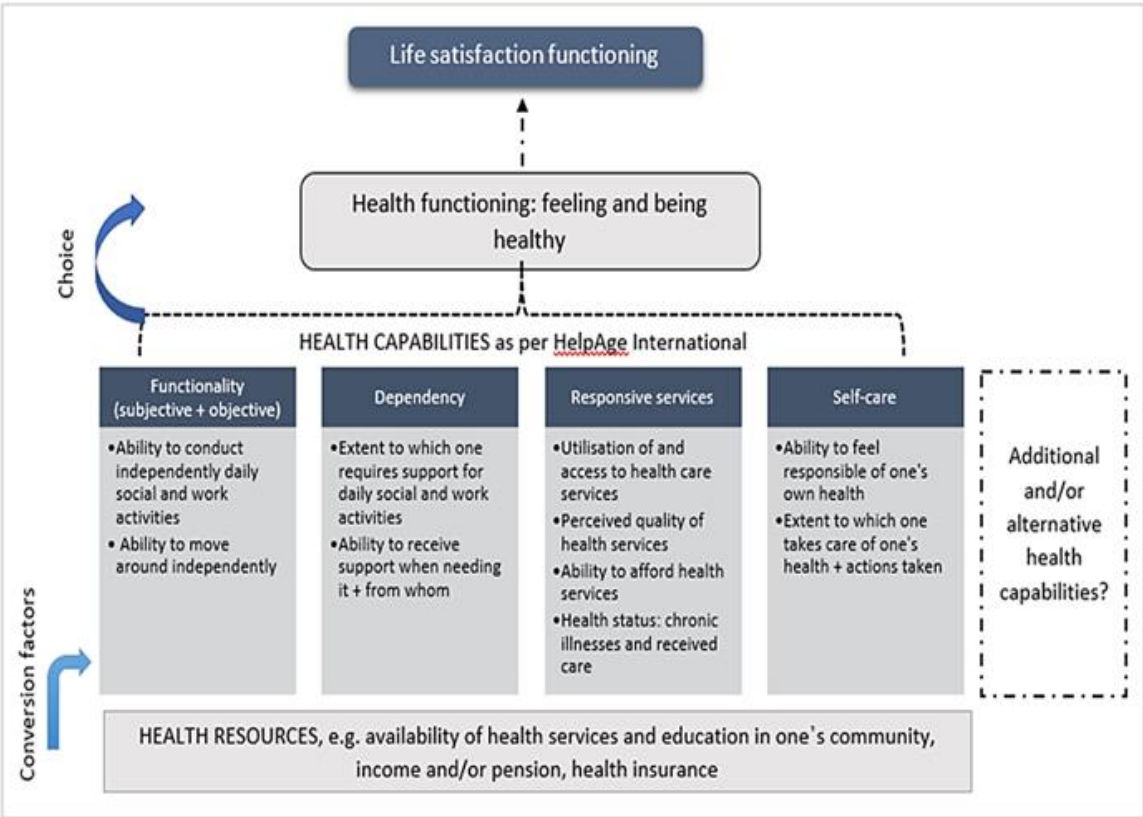 Life satisfaction functioning
Health functioning: feeling and being
healthy
Choice
HEALTH CAPABILITIES as per HelpAge International
Functionality
(subjective + objective)
•Ability to conduct
independently daily
social and work
activities
• Ability to move
around independently
Dependency
•Extent to which one
requires support for
daily social and work
activities
•Ability to receive
support when needing
it + from whom
Responsive services
•Utilisation of and
access to health care
services
•Perceived quality of
health services
•Ability to afford health
services
•Health status: chronic
illnesses and received
care
Self-care
•Ability to feel
responsible of one's
own health
•Extent to which one
takes care of one's
health + actions taken
Additional
and/or
alternative
health
capabilities?
Conversion factors
HEALTH RESOURCES, e.g. availability of health services and education in one`s community,
income and/or pension, health insurance